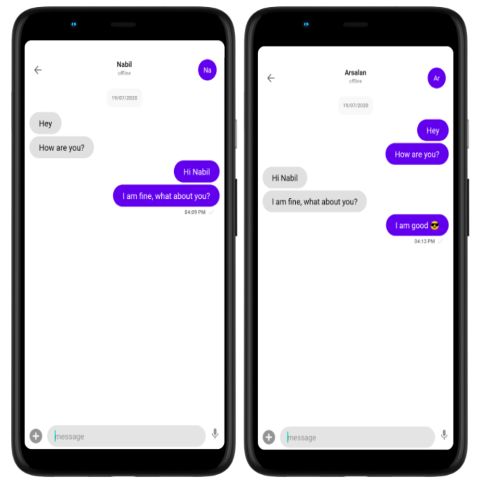 Nabil
offline
Na
19/07/2020
Hey
How are you?
Hi Nabil
I am fine, what about you?
04:09 PM
message
Arsalan
offline
Ar
19/07/2020
Hey
How are you?
Hi Nabil
I am fine, what about you?
I am good 😎
04:13 PM
message